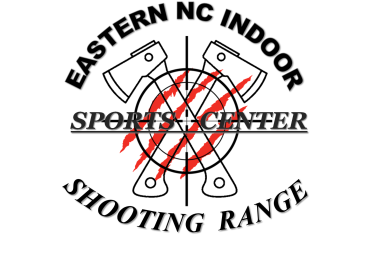 EASTERN NC INDOOR
SPORTS CENTER
SHOOTING RANGE